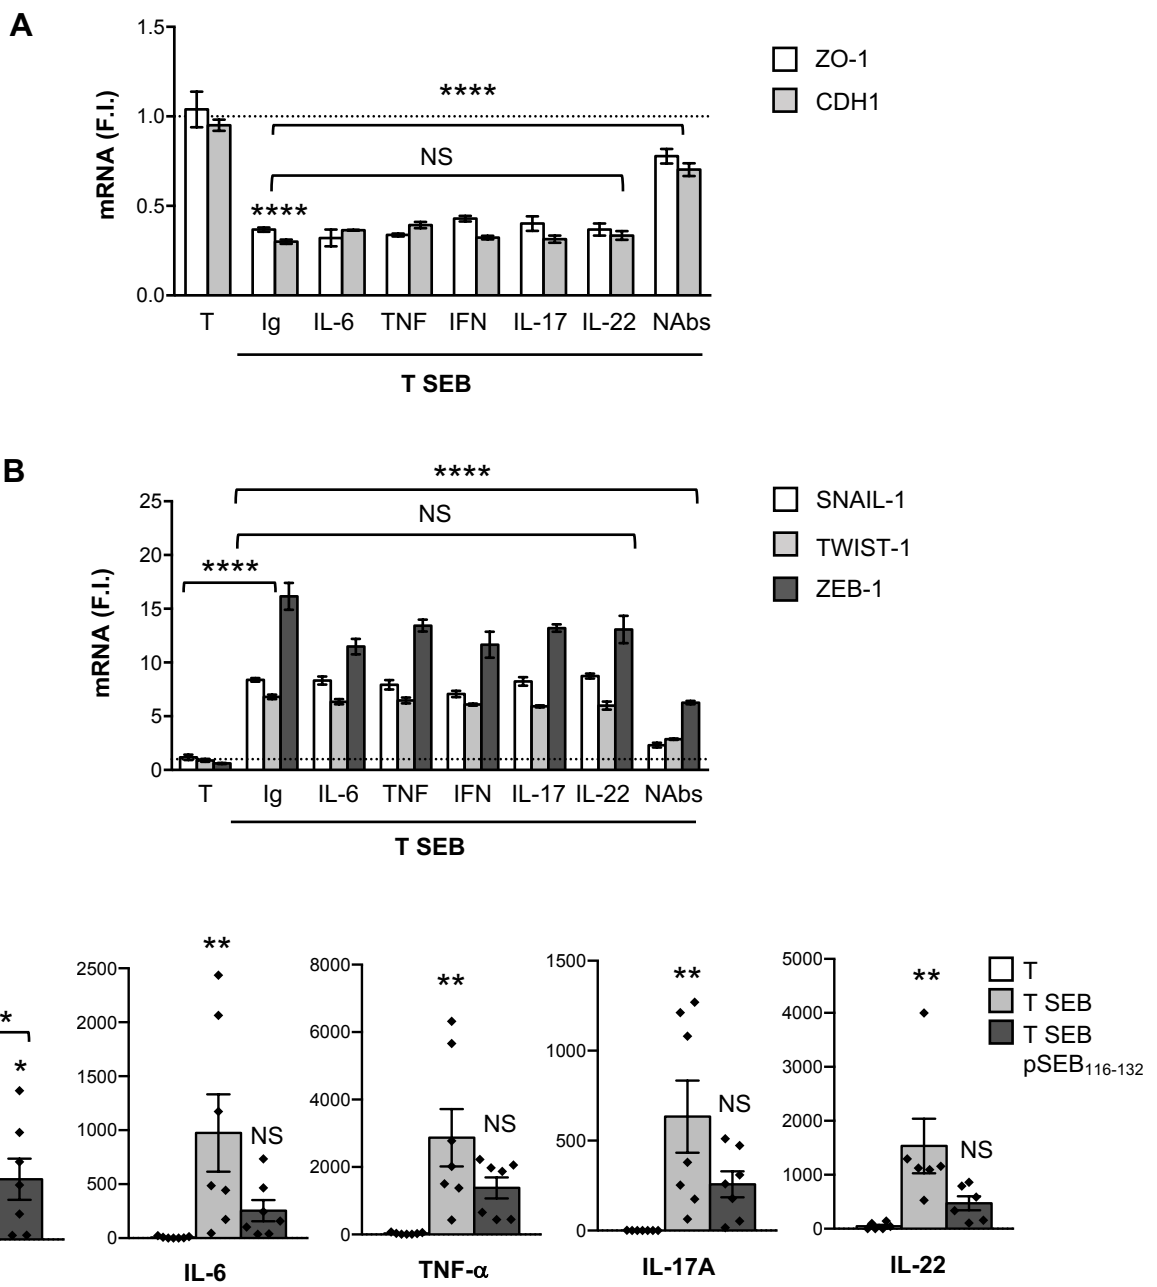 A
1.5
1.0
0.5
0.0
mRNA (F.I.)
****
NS
****
ZO-1
CDH1
T Ig IL-6 TNF IFN IL-17 IL-22 NAbs
T SEB
B
25
20
15
10
5
0
mRNA (F.I.)
****
NS
****
SNAIL-1
TWIST-1
ZEB-1
T Ig IL-6 TNF IFN IL-17 IL-22 NAbs
T SEB
*
*
2500
2000
1500
1000
500
0
**
NS
IL-6
8000
6000
4000
2000
0
**
NS
TNF-α
1500
1000
500
0
**
NS
IL-17A
5000
4000
3000
2000
1000
0
**
NS
IL-22
T
T SEB
T SEB
pSEB116-132